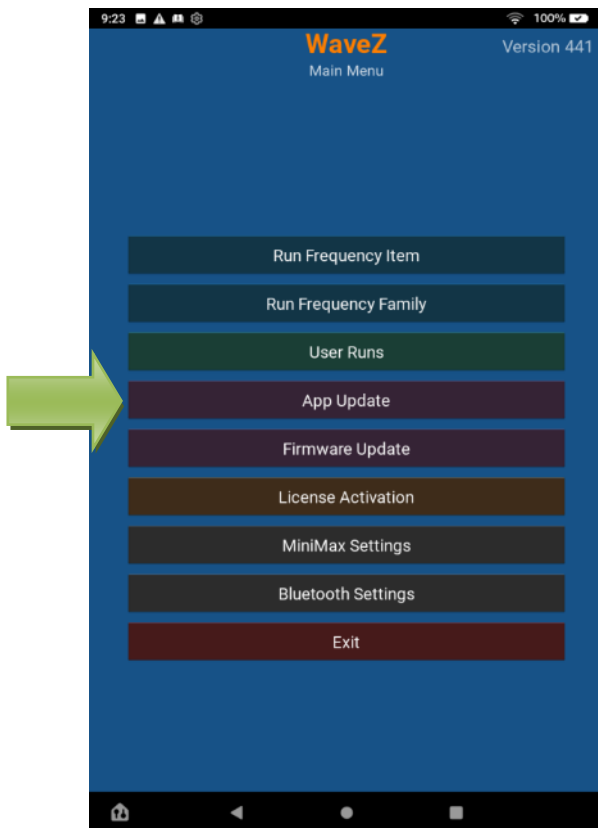 9:23 100%
WaveZ
Version 441
Main Menu
Run Frequency Item
Run Frequency Family
User Runs
App Update
Firmware Update
License Activation
MiniMax Settings
Bluetooth Settings
Exit